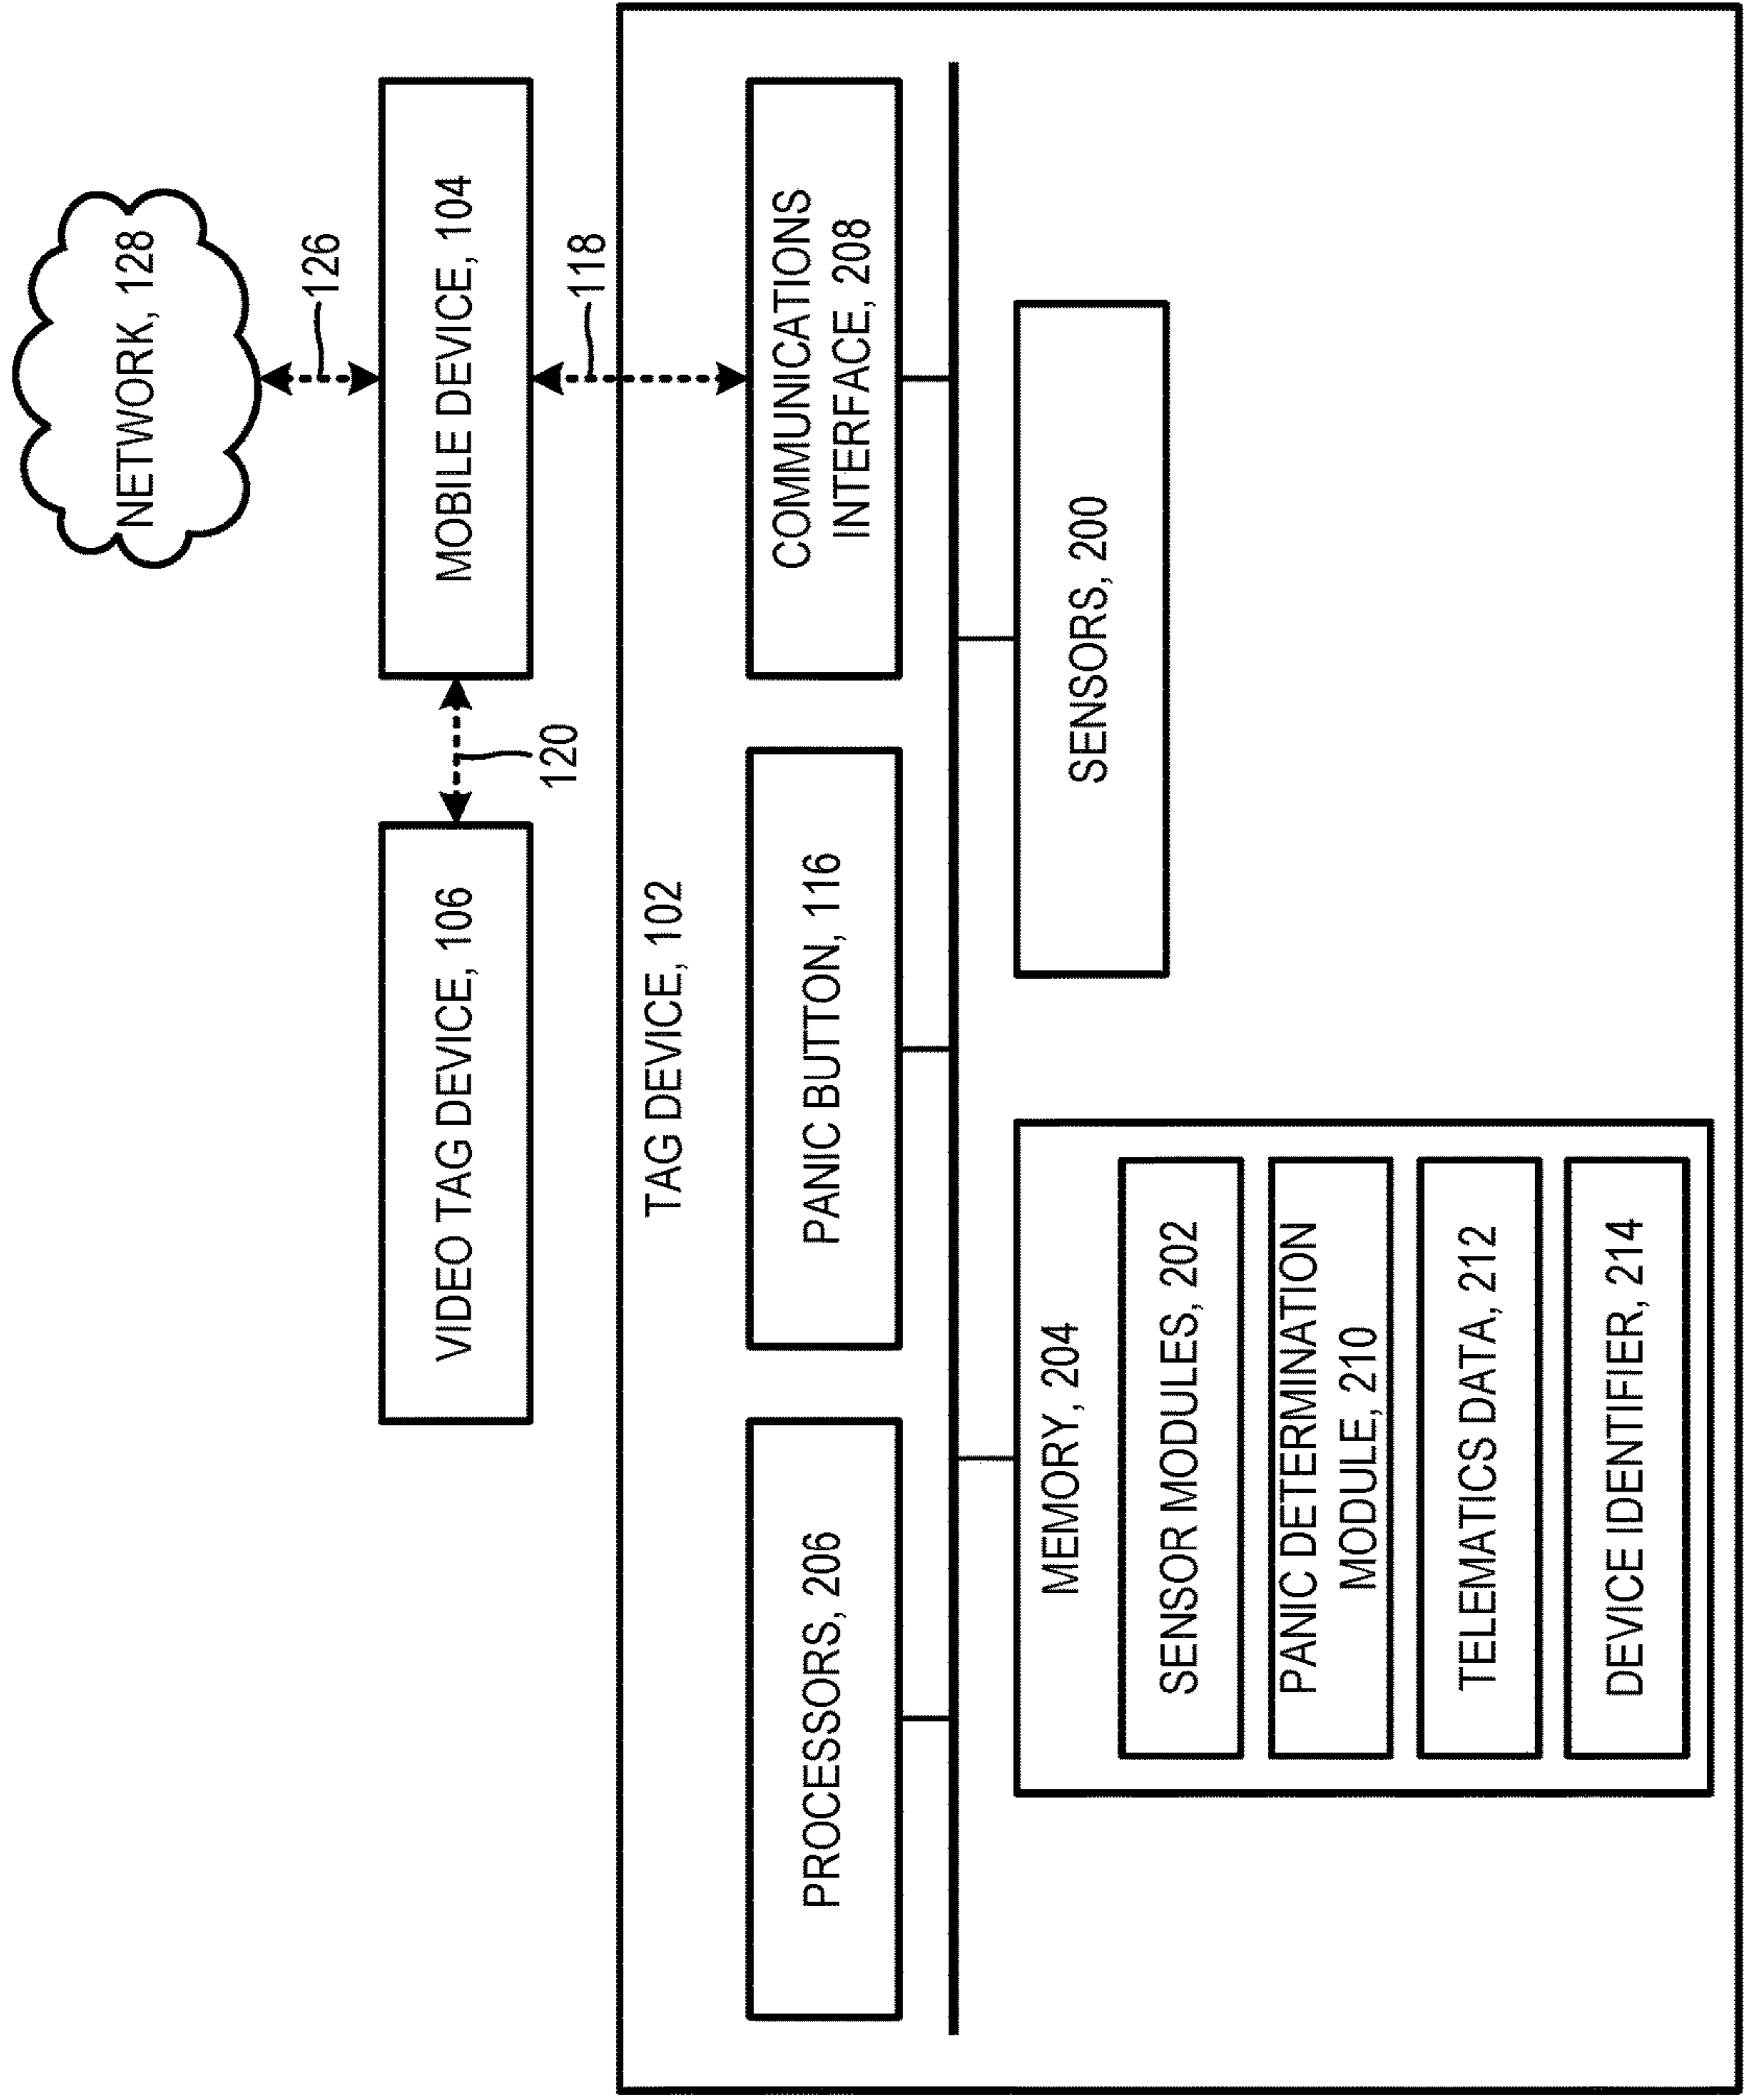 NETWORK, 128
126
VIDEO TAG DEVICE, 106
120
MOBILE DEVICE, 104
118
TAG DEVICE, 102
PROCESSORS, 206
PANIC BUTTON, 116
COMMUNICATIONS
INTERFACE, 208
MEMORY, 204
SENSOR MODULES, 202
PANIC DETERMINATION
MODULE, 210
TELEMATICS DATA, 212
DEVICE IDENTIFIER, 214
SENSORS, 200